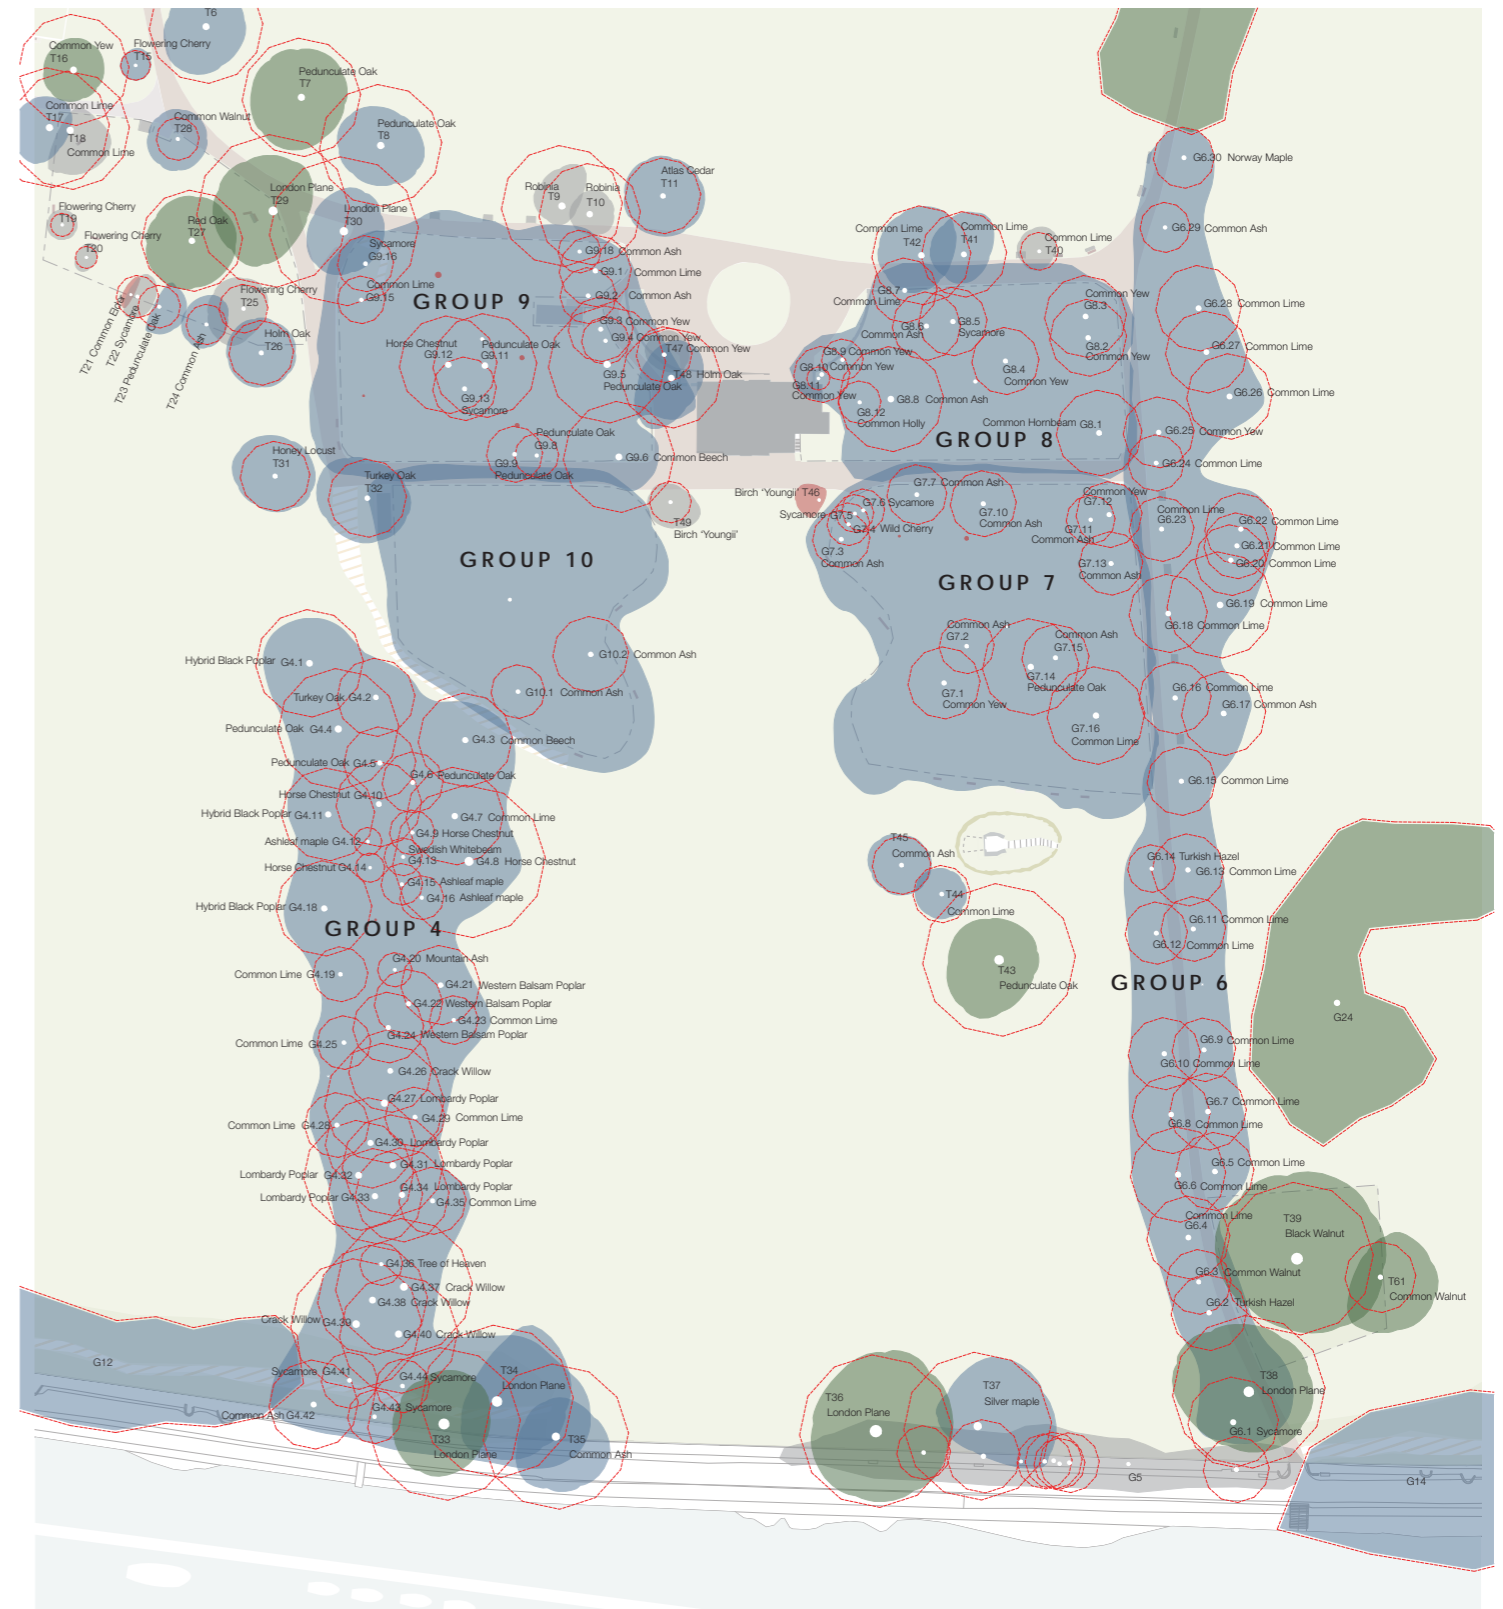 T6
Common Yew
T16
Flowering Cherry
T15
Pedunculate Oak
T7
Common Lime
T17
T18
Common Lime
Common Walnut
T28
Pedunculate Oak
T8
Robinia
T9
Robinia
T10
Atlas Cedar
T11
G6.30 Norway Maple
Flowering Cherry
T19
Flowering Cherry
T20
Red Oak
T27
London Plane
T29
London Plane
T30
Sycamore
G9.16
Common Lime
G9.15
G9.18 Common Ash
G9.1 Common Lime
G9.2 Common Ash
G9.3 Common Yew
G9.4 Common Yew
GROUP 9
Common Lime
T42
Common Lime
T41
Common Lime
T40
G6.29 Common Ash
T21 Common Box
T22 Sycamore
T23 Pedunculate Oak
T24 Common Ash
Flowering Cherry
T25
Holm Oak
T26
Horse Chestnut
G9.12
Pedunculate Oak
G9.11
G9.13
Sycamore
G9.5
Pedunculate Oak
T47 Common Yew
T48 Holm Oak
G8.7
Common Lime
G8.6
Common Ash
G8.5
Sycamore
Common Yew
G8.3
G8.2
Common Yew
G8.4
Common Yew
G8.9 Common Yew
G8.10 Common Yew
G8.11
Common Yew
G8.12
Common Holly
G8.8 Common Ash
Common Hornbeam G8.1
GROUP 8
G6.28 Common Lime
G6.27 Common Lime
G6.26 Common Lime
G6.25 Common Yew
G6.24 Common Lime
Honey Locust
T31
Turkey Oak
T32
Pedunculate Oak
G9.8
G9.9
Pedunculate Oak
G9.6 Common Beech
T49
Birch 'Youngii'
Birch 'Youngii' T46
Sycamore G7.5
G7.6 Sycamore
G7.4 Wild Cherry
G7.3
Common Ash
G7.7 Common Ash
G7.10
Common Ash
Common Yew
G7.12
G7.11
Common Ash
G7.13
Common Ash
Common Lime
G6.23
G6.22 Common Lime
G6.21 Common Lime
G6.20 Common Lime
G6.19 Common Lime
G6.18 Common Lime
GROUP 10
GROUP 7
G10.2 Common Ash
G10.1 Common Ash
Common Ash
G7.2
G7.1
Common Yew
Common Ash
G7.15
G7.14
Pedunculate Oak
G7.16
Common Lime
G6.16 Common Lime
G6.17 Common Ash
G6.15 Common Lime
Hybrid Black Poplar G4.1
Turkey Oak G4.2
Pedunculate Oak G4.4
G4.3 Common Beech
Pedunculate Oak G4.5
G4.6 Pedunculate Oak
Horse Chestnut G4.10
Hybrid Black Poplar G4.11
G4.7 Common Lime
G4.9 Horse Chestnut
Ashleaf maple G4.12
Swedish Whitebeam
G4.13
G4.8 Horse Chestnut
Horse Chestnut G4.14
G4.15 Ashleaf maple
G4.16 Ashleaf maple
Hybrid Black Poplar G4.18
GROUP 4
T45
Common Ash
T44
Common Lime
T43
Pedunculate Oak
G6.14 Turkish Hazel
G6.13 Common Lime
G6.11 Common Lime
G6.12 Common Lime
GROUP 6
G24
Common Lime G4.19
G4.20 Mountain Ash
G4.21 Western Balsam Poplar
G4.22 Western Balsam Poplar
G4.23 Common Lime
G4.24 Western Balsam Poplar
Common Lime G4.25
G4.26 Crack Willow
G4.27 Lombardy Poplar
Common Lime G4.28
G4.29 Common Lime
G4.30 Lombardy Poplar
G4.31 Lombardy Poplar
Lombardy Poplar G4.32
Lombardy Poplar G4.33
G4.34 Lombardy Poplar
G4.35 Common Lime
G6.9 Common Lime
G6.10 Common Lime
G6.7 Common Lime
G6.8 Common Lime
G6.5 Common Lime
G6.6 Common Lime
Common Lime
G6.4
T39
Black Walnut
G6.3 Common Walnut
G6.2 Turkish Hazel
T61
Common Walnut
G4.36 Tree of Heaven
G4.37 Crack Willow
G4.38 Crack Willow
Crack Willow G4.39
G4.40 Crack Willow
G12
Sycamore G4.41
G4.44 Sycamore
Common Ash G4.42
G4.43 Sycamore
T34
London Plane
T33
London Plane
T35
Common Ash
T36
London Plane
T37
Silver maple
T38
London Plane
G6.1 Sycamore
G5
G14